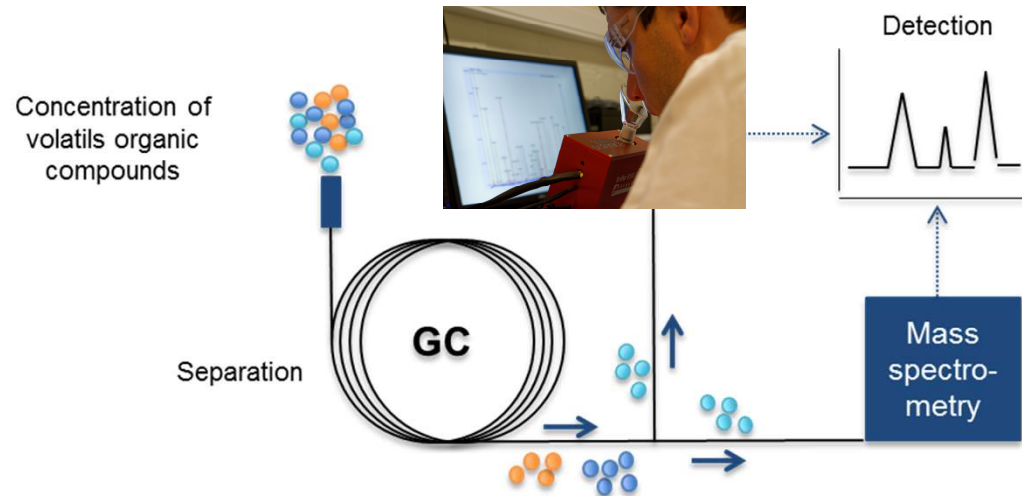 Concentration of
volatils organic
compounds
Detection
GC
Separation
Mass
spectro-
metry